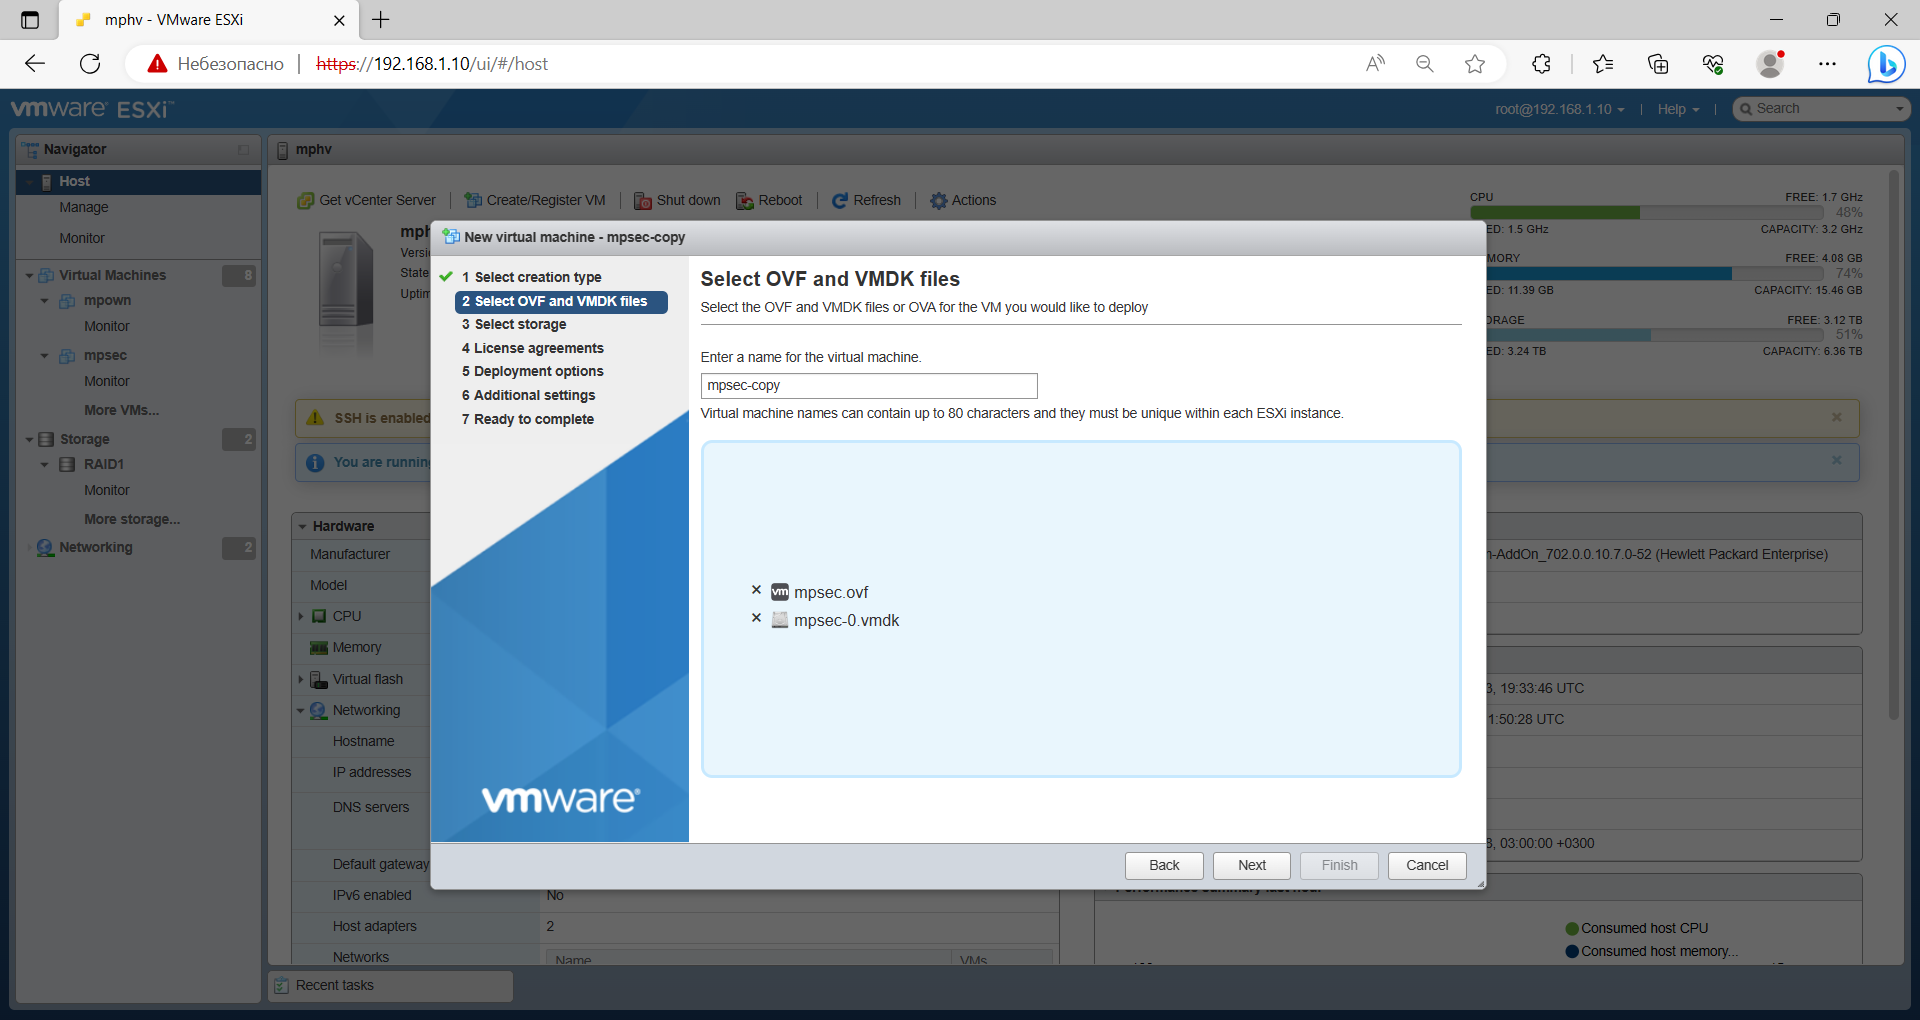 mphv - VMware ESXi
Небезопасно
https://192.168.1.10/ui/#/host
vmware ESXi™
root@192.168.1.10
Help
Search
Navigator
Host
Manage
Monitor
Virtual Machines 8
mpown
Monitor
mpsec
Monitor
More VMs...
Storage 2
RAID1
Monitor
More storage...
Networking 2
mphv
Get vCenter Server
Create/Register VM
Shut down
Reboot
Refresh
Actions
CPU FREE: 1.7 GHz
48%
ED: 1.5 GHz CAPACITY: 3.2 GHz
MORY FREE: 4.08 GB
74%
ED: 11.39 GB CAPACITY: 15.46 GB
ORAGE FREE: 3.12 TB
51%
ED: 3.24 TB CAPACITY: 6.36 TB
mph
Versi
State
Uptim
SSH is enabled
You are runnin
Hardware
Manufacturer
Model
CPU
Memory
Virtual flash
Networking
Hostname
IP addresses
DNS servers
Default gateway
IPv6 enabled No
Host adapters 2
Networks Name VMs
New virtual machine - mpsec-copy
1 Select creation type
2 Select OVF and VMDK files
3 Select storage
4 License agreements
5 Deployment options
6 Additional settings
7 Ready to complete
vmware®
Select OVF and VMDK files
Select the OVF and VMDK files or OVA for the VM you would like to deploy
Enter a name for the virtual machine.
mpsec-copy
Virtual machine names can contain up to 80 characters and they must be unique within each ESXi instance.
mpsec.ovf
mpsec-0.vmdk
Back
Next
Finish
Cancel
n-AddOn_702.0.0.10.7.0-52 (Hewlett Packard Enterprise)
3, 19:33:46 UTC
1:50:28 UTC
8, 03:00:00 +0300
Performance summary last hour
Consumed host CPU
Consumed host memory...
Recent tasks